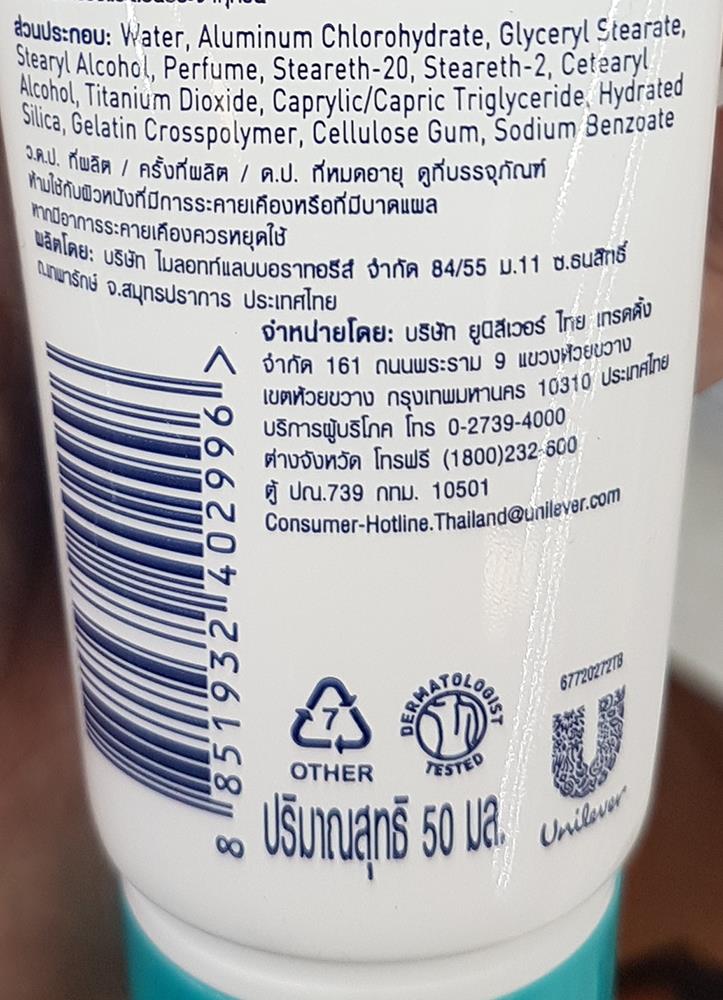 ส่วนประกอบ: Water, Aluminum Chlorohydrate, Glyceryl Stearate,
Stearyl Alcohol, Perfume, Steareth-20, Steareth-2, Cetearyl
Alcohol, Titanium Dioxide, Caprylic/Capric Triglyceride, Hydrated
Silica, Gelatin Crosspolymer, Cellulose Gum, Sodium Benzoate
ว.ด.ป. ที่ผลิต / ครั้งที่ผลิต / ด.ป. ที่หมดอายุ ดูที่บรรจุภัณฑ์
ห้ามใช้กับผิวหนังที่มีการระคายเคืองหรือที่มีบาดแผล
หากมีอาการระคายเคืองควรหยุดใช้
ผลิตโดย: บริษัท ไมลอทท์แลบบอราทอรีส์ จำกัด 84/55 ม.11 ซ.ธนสิทธิ์
ถ.เทพารักษ์ จ.สมุทรปราการ ประเทศไทย
จำหน่ายโดย: บริษัท ยูนิลีเวอร์ ไทย เทรดดิ้ง
จำกัด 161 ถนนพระราม 9 แขวงห้วยขวาง
เขตห้วยขวาง กรุงเทพมหานคร 10310 ประเทศไทย
บริการผู้บริโภค โทร 0-2739-4000
ต่างจังหวัด โทรฟรี (1800)232-600
ตู้ ปณ.739 กทม. 10501
Consumer-Hotline.Thailand@unilever.com
8 851932 402996 >
7
OTHER
DERMATOLOGIST
TESTED
67720272TB
Unilever
ปริมาณสุทธิ 50 มล.